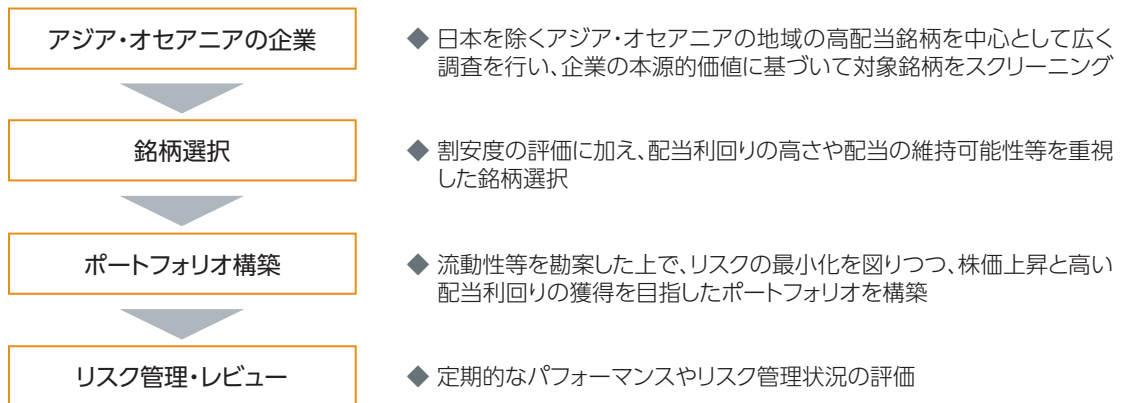 アジア・オセアニアの企業
◆ 日本を除くアジア・オセアニアの地域の高配当銘柄を中心として広く
調査を行い、企業の本源的価値に基づいて対象銘柄をスクリーニング
銘柄選択
◆ 割安度の評価に加え、配当利回りの高さや配当の維持可能性等を重視
した銘柄選択
ポートフォリオ構築
◆ 流動性等を勘案した上で、リスクの最小化を図りつつ、株価上昇と高い
配当利回りの獲得を目指したポートフォリオを構築
リスク管理・レビュー
◆ 定期的なパフォーマンスやリスク管理状況の評価